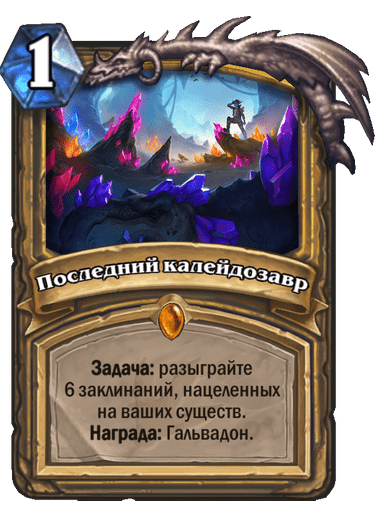 1
Последний калейдозавр
Задача: разыграйте
6 заклинаний, нацеленных
на ваших существ.
Награда: Гальвадон.